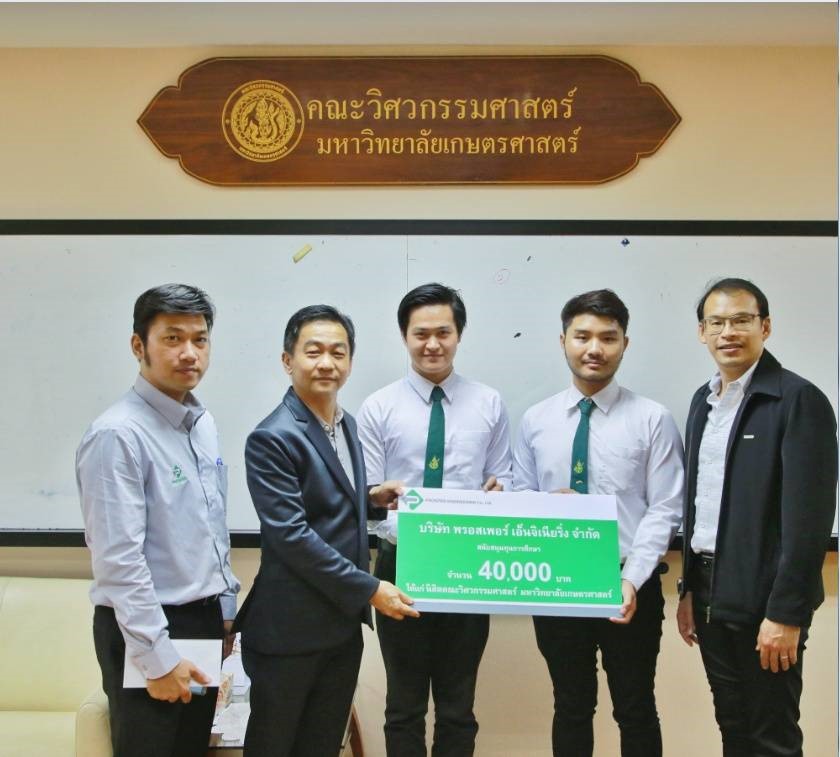 คณะวิศวกรรมศาสตร์
มหาวิทยาลัยเกษตรศาสตร์
บริษัท พรอสเพอร์ เอ็นจิเนียริ่ง จำกัด
สนับสนุนทุนการศึกษา
จำนวน 40,000 บาท
ให้แก่ นิสิตคณะวิศวกรรมศาสตร์ มหาวิทยาลัยเกษตรศาสตร์